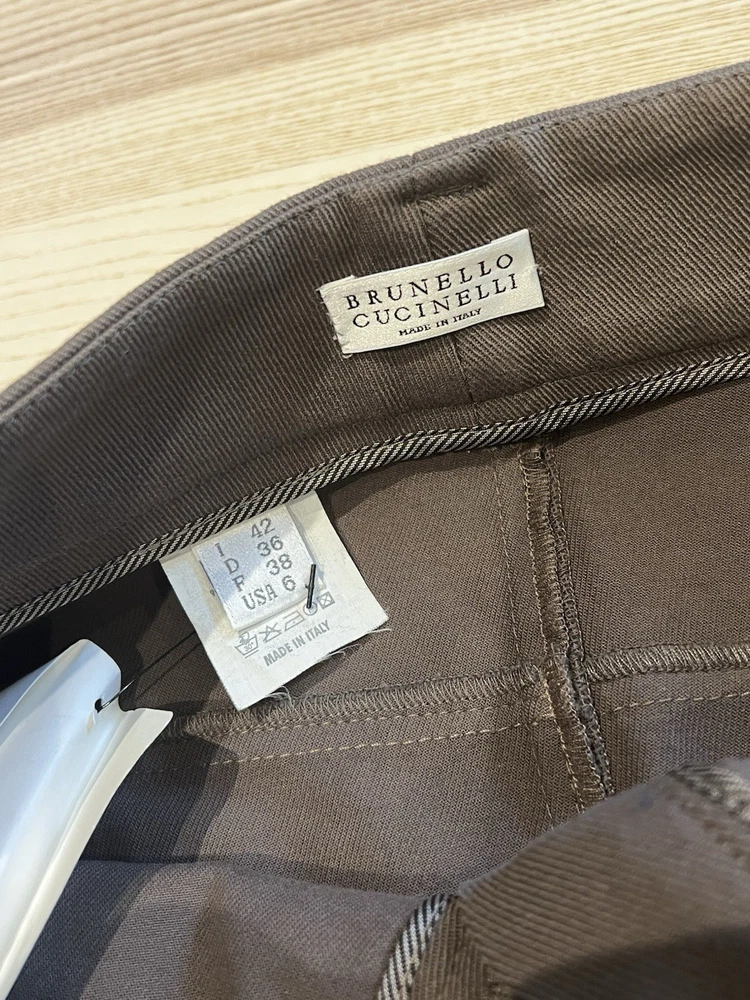 BRUNELLO
CUCINELLI
MADE IN ITALY
I 42
D 36
F 38
USA 6
MADE IN ITALY